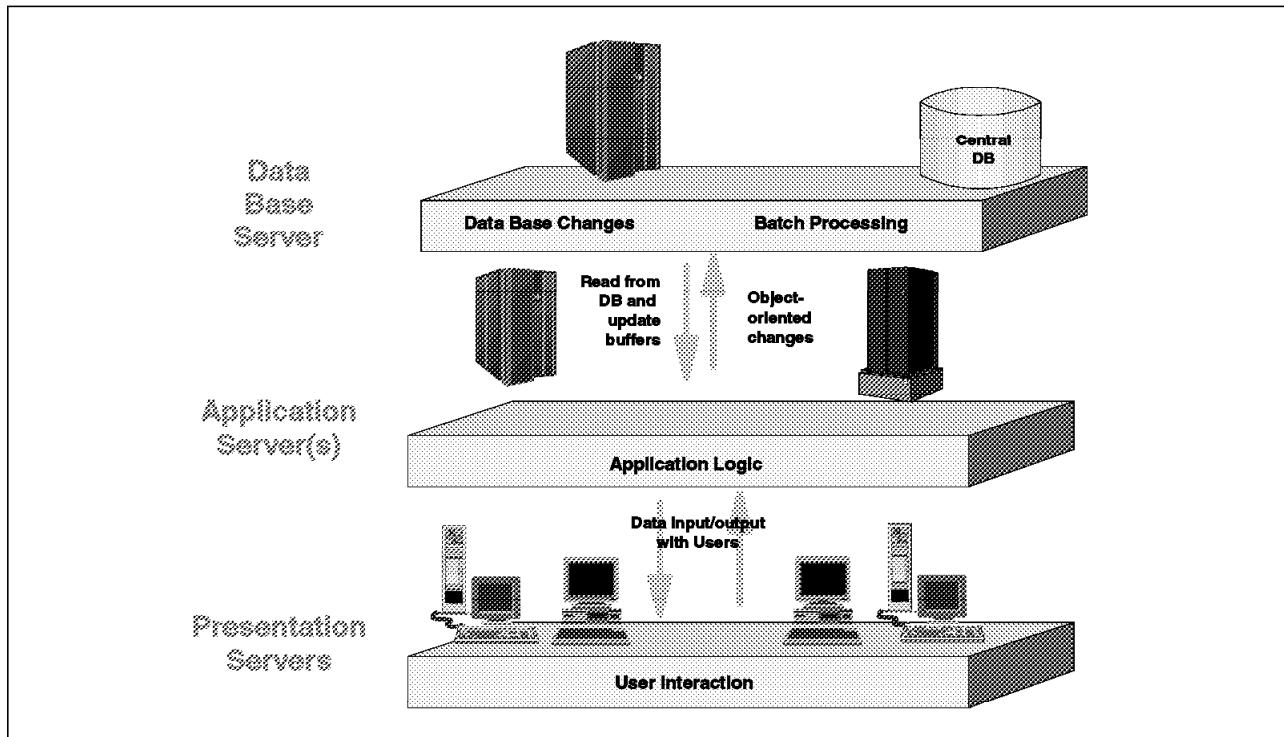 Central
DB
Data
Base
Server
Data Base Changes
Batch Processing
Read from
DB and
update
buffers
Object-
oriented
changes
Application
Server(s)
Application Logic
Data Input/output
with Users
Presentation
Servers
User Interaction